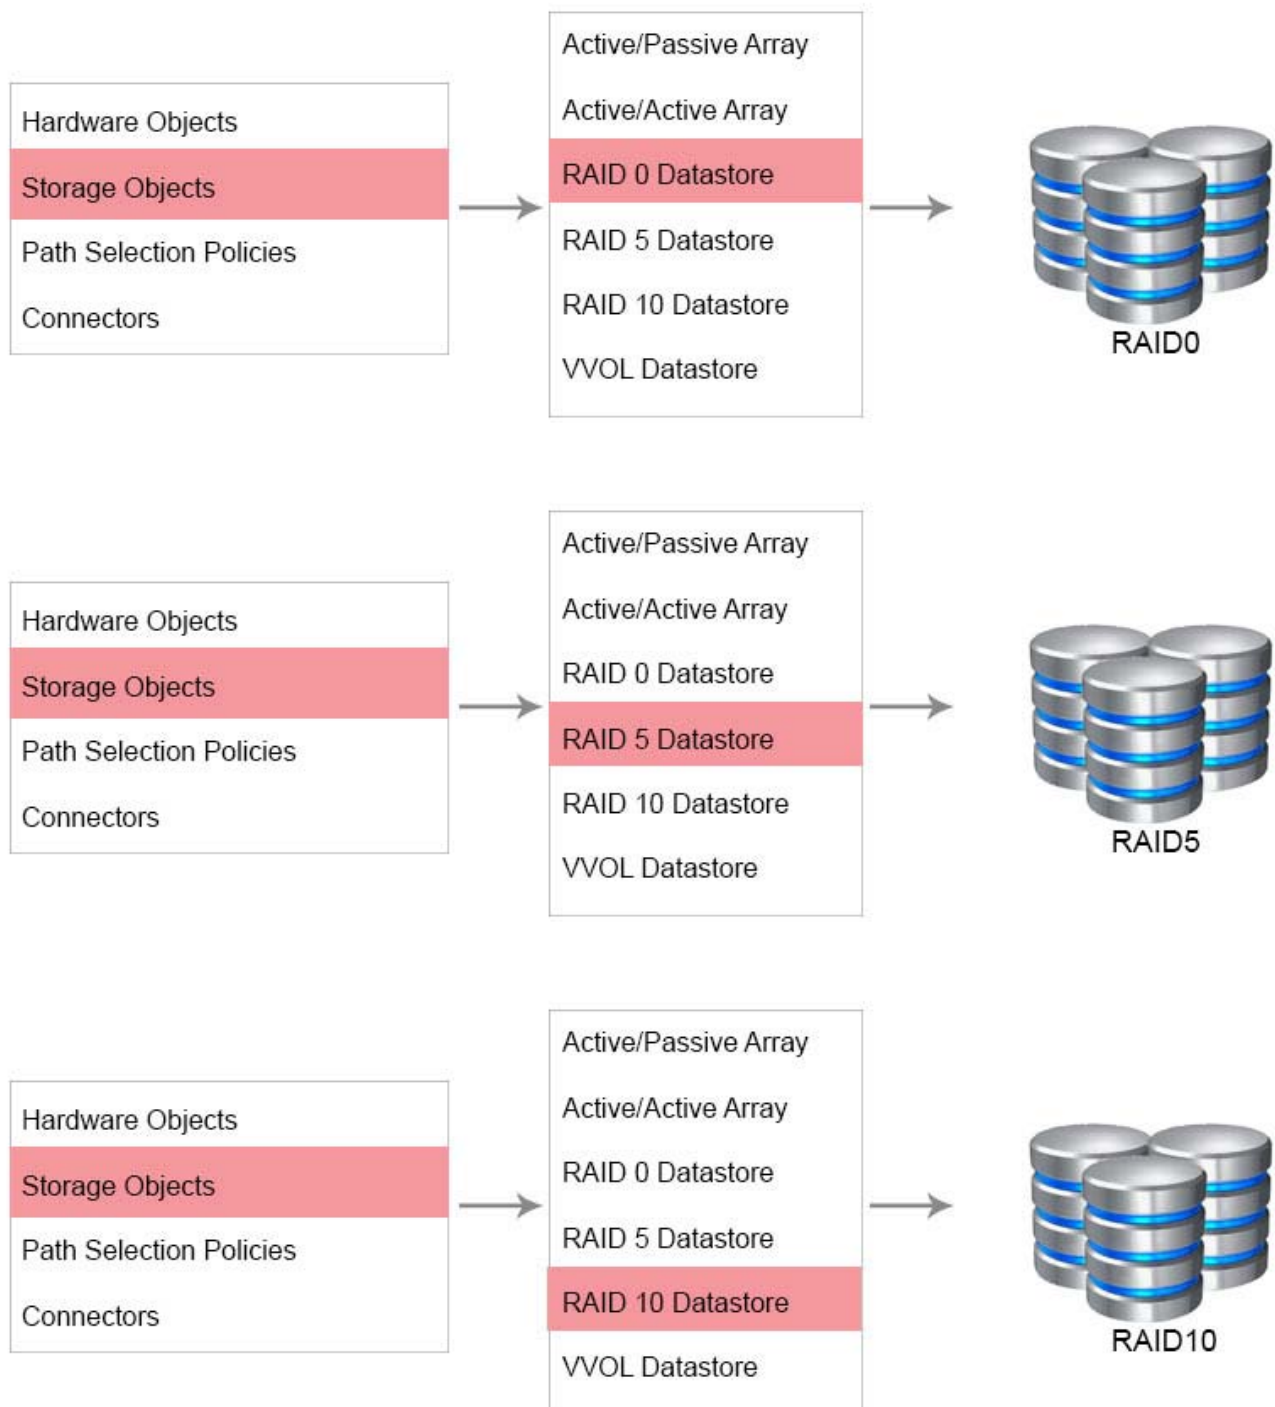 Hardware Objects
Storage Objects
Path Selection Policies
Connectors
Active/Passive Array
Active/Active Array
RAID 0 Datastore
RAID 5 Datastore
RAID 10 Datastore
VVOL Datastore
RAID0
Hardware Objects
Storage Objects
Path Selection Policies
Connectors
Active/Passive Array
Active/Active Array
RAID 0 Datastore
RAID 5 Datastore
RAID 10 Datastore
VVOL Datastore
RAID5
Hardware Objects
Storage Objects
Path Selection Policies
Connectors
Active/Passive Array
Active/Active Array
RAID 0 Datastore
RAID 5 Datastore
RAID 10 Datastore
VVOL Datastore
RAID10